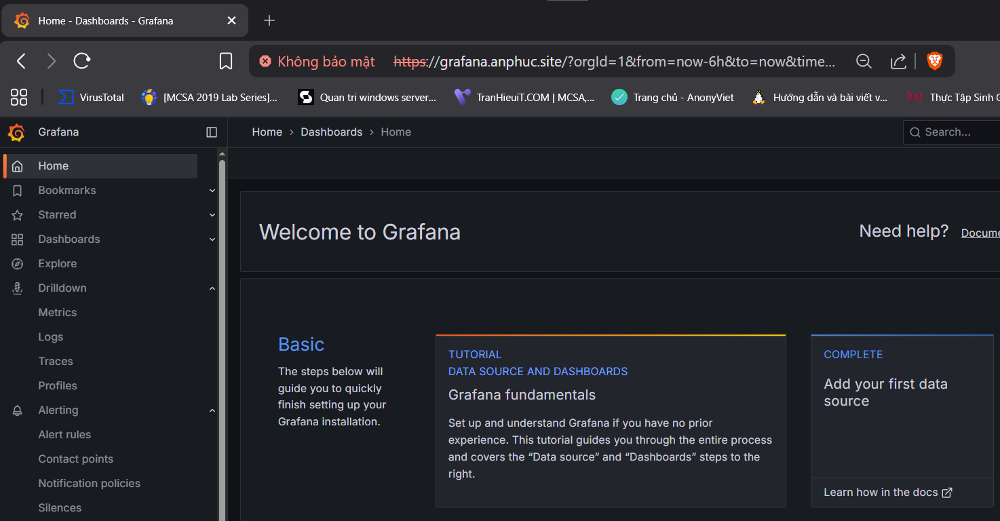 Home - Dashboards - Grafana
Không bảo mật https://grafana.anphuc.site/?orgId=1&from=now-6h&to=now&time...
VirusTotal [MCSA 2019 Lab Series]... Quan tri windows server... TranHieuiT.COM | MCSA,... Trang chủ - AnonyViet Hướng dẫn và bài viết v... hpt Thực Tập Sinh
Grafana
Home › Dashboards › Home
Search...
Home
Bookmarks
Starred
Dashboards
Explore
Drilldown
Metrics
Logs
Traces
Profiles
Alerting
Alert rules
Contact points
Notification policies
Silences
Welcome to Grafana
Need help? Docume
Basic
The steps below will
guide you to quickly
finish setting up your
Grafana installation.
TUTORIAL
DATA SOURCE AND DASHBOARDS
Grafana fundamentals
Set up and understand Grafana if you have no prior
experience. This tutorial guides you through the entire process
and covers the “Data source” and “Dashboards” steps to the
right.
COMPLETE
Add your first data
source
Learn how in the docs